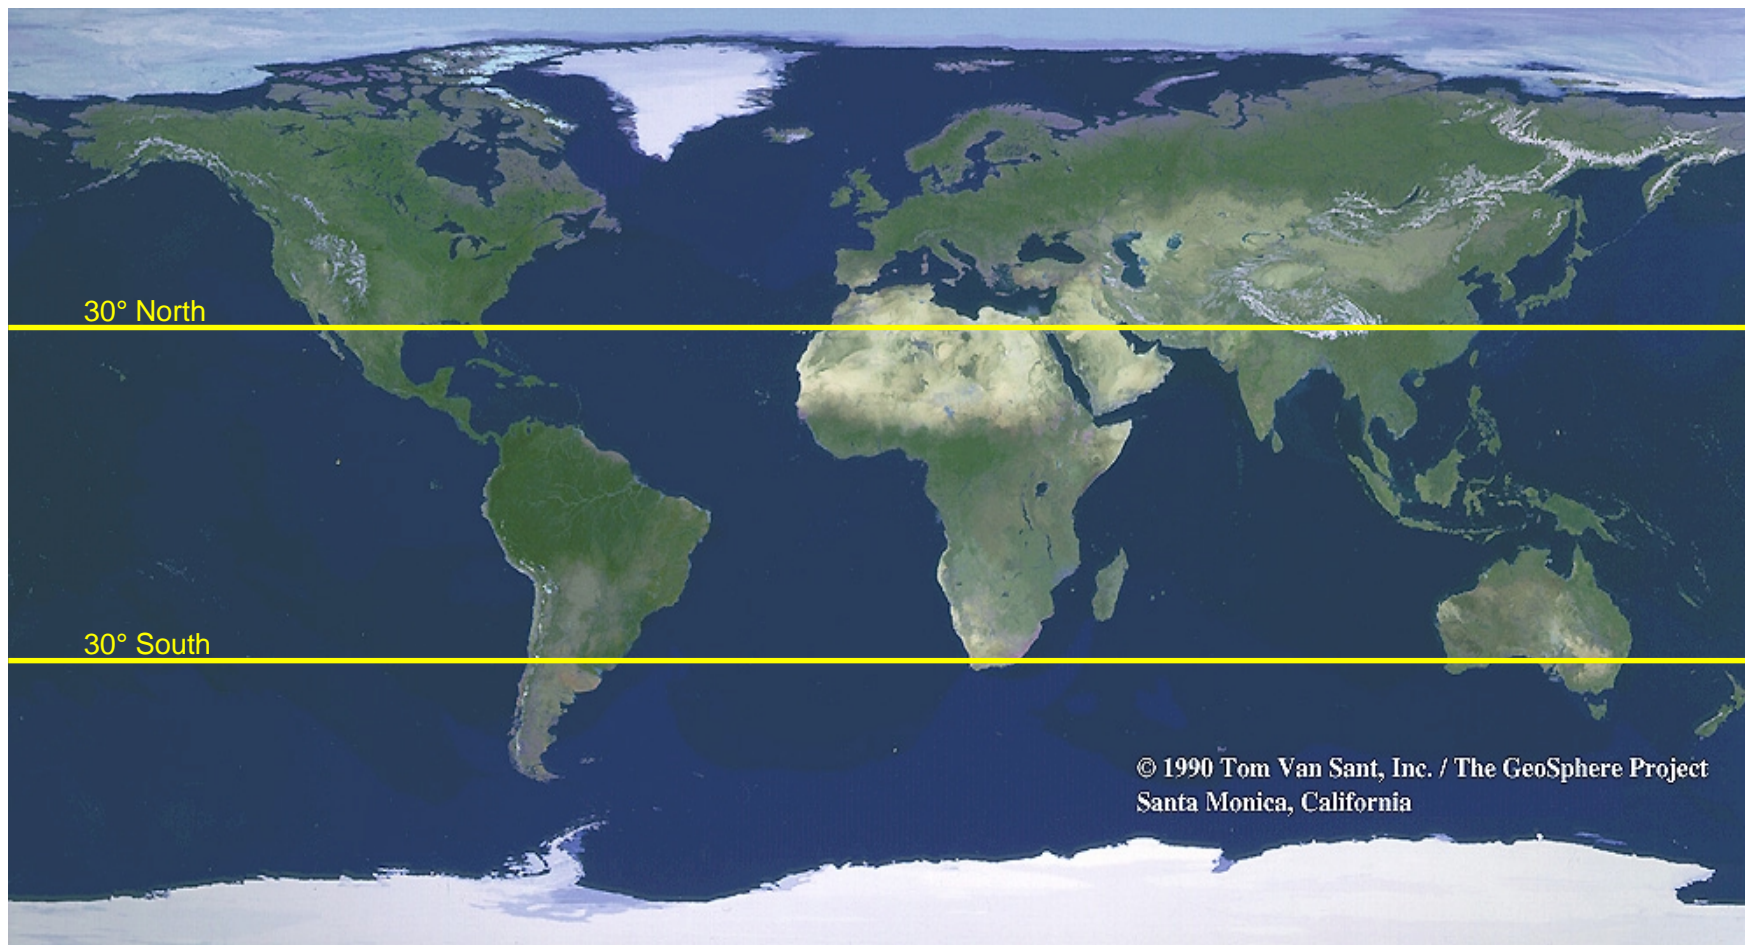 30° North
30° South
© 1990 Tom Van Sant, Inc. / The GeoSphere Project
Santa Monica, California